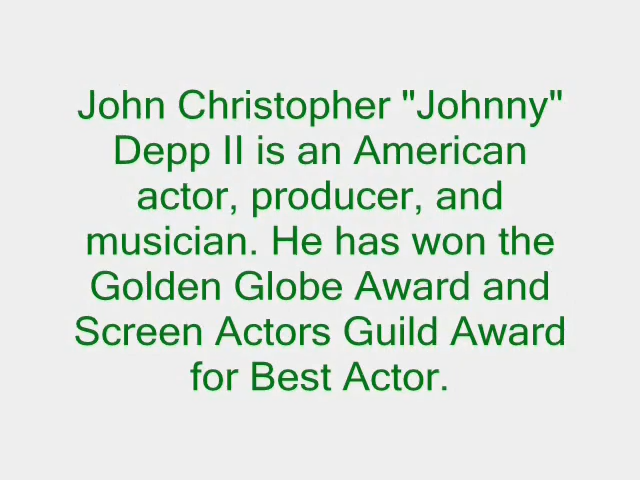 John Christopher "Johnny"
Depp II is an American
actor, producer, and
musician. He has won the
Golden Globe Award and
Screen Actors Guild Award
for Best Actor.